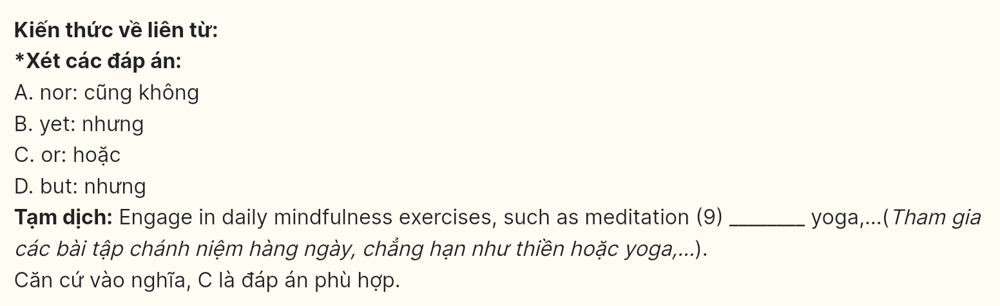 Kiến thức về liên từ:
*Xét các đáp án:
A. nor: cũng không
B. yet: nhưng
C. or: hoặc
D. but: nhưng
Tạm dịch: Engage in daily mindfulness exercises, such as meditation (9) ________ yoga,...(Tham gia
các bài tập chánh niệm hàng ngày, chẳng hạn như thiền hoặc yoga,...).
Căn cứ vào nghĩa, C là đáp án phù hợp.